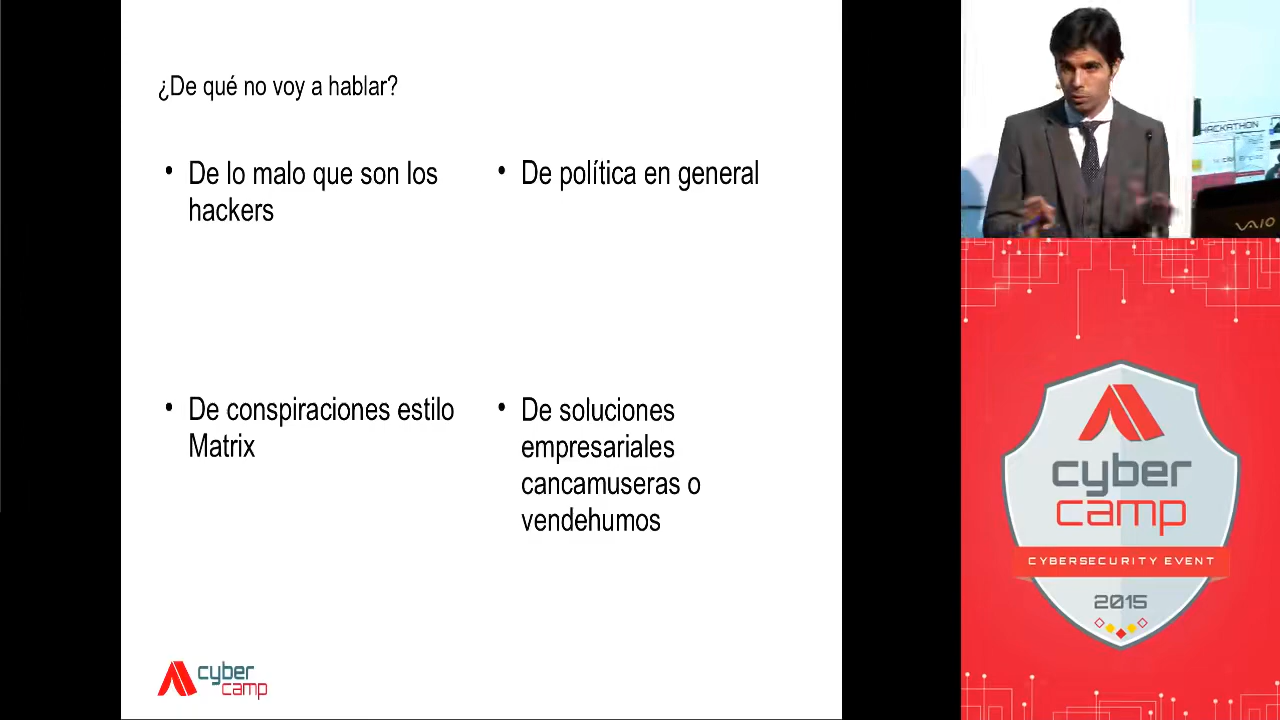 ¿De qué no voy a hablar?
• De lo malo que son los
hackers
• De política en general
• De conspiraciones estilo
Matrix
• De soluciones
empresariales
cancamuseras o
vendehumos
cyber
camp
HACKATHON
VAIO
cyber
camp
CYBERSECURITY EVENT
2015